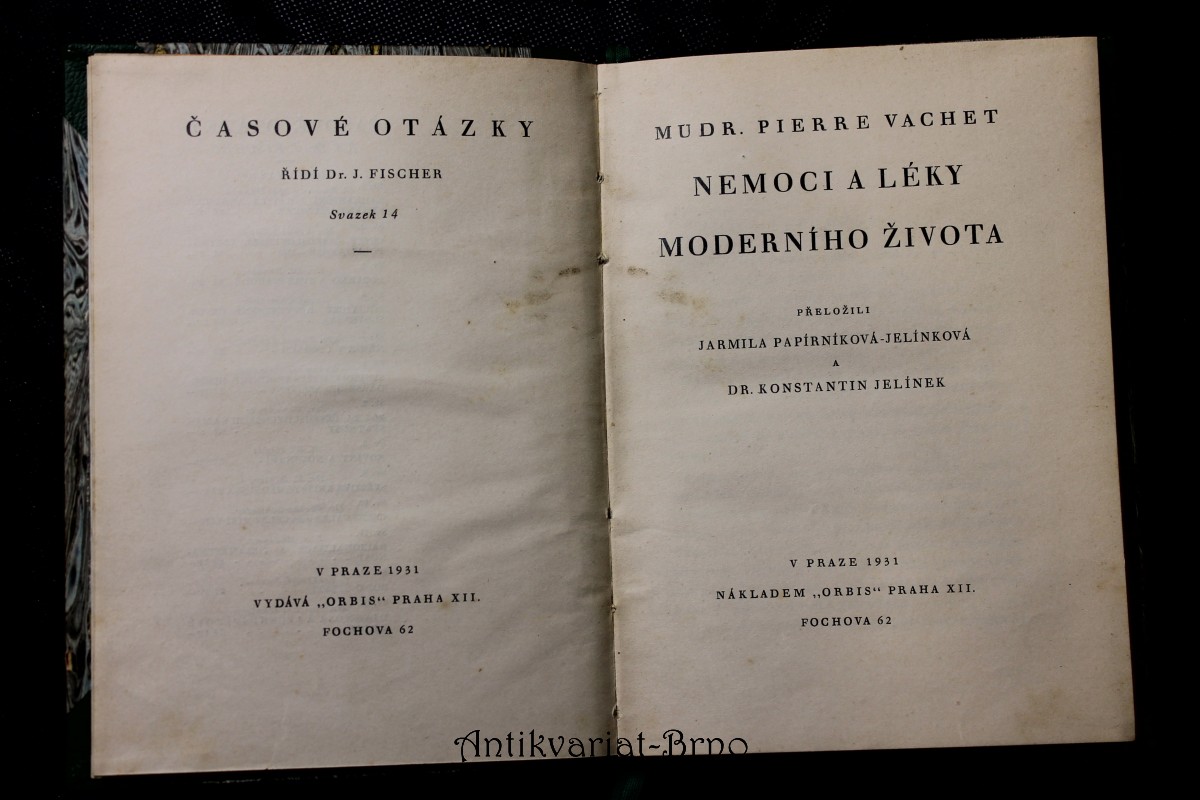 ČASOVÉ OTÁZKY
ŘÍDÍ Dr. J. FISCHER
Svazek 14
V PRAZE 1931
VYDÁVÁ „ORBIS“ PRAHA XII.
FOCHOVA 62
MUDR. PIERRE VACHET
NEMOCI A LÉKY
MODERNÍHO ŽIVOTA
PŘELOŽILI
JARMILA PAPÍRNÍKOVÁ-JELÍNKOVÁ
A
DR. KONSTANTIN JELÍNEK
V PRAZE 1931
NÁKLADEM „ORBIS“ PRAHA XII.
FOCHOVA 62
Antikvariat-Brno